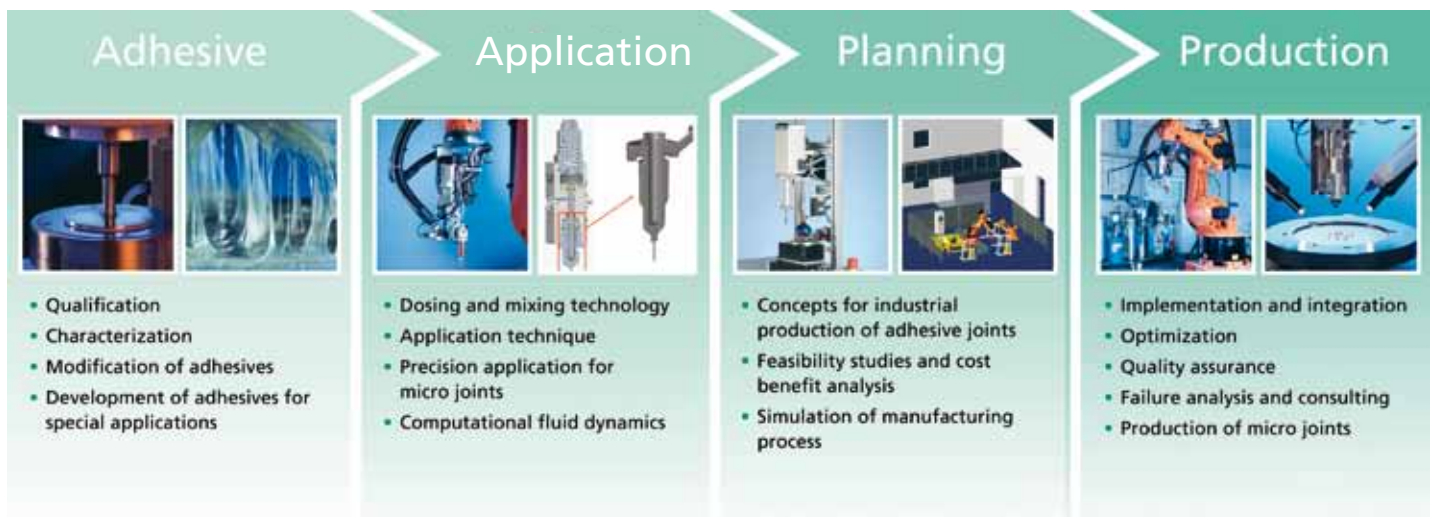 Adhesive
• Qualification
• Characterization
• Modification of adhesives
• Development of adhesives for
special applications
Application
• Dosing and mixing technology
• Application technique
• Precision application for
micro joints
• Computational fluid dynamics
Planning
• Concepts for industrial
production of adhesive joints
• Feasibility studies and cost
benefit analysis
• Simulation of manufacturing
process
Production
• Implementation and integration
• Optimization
• Quality assurance
• Failure analysis and consulting
• Production of micro joints